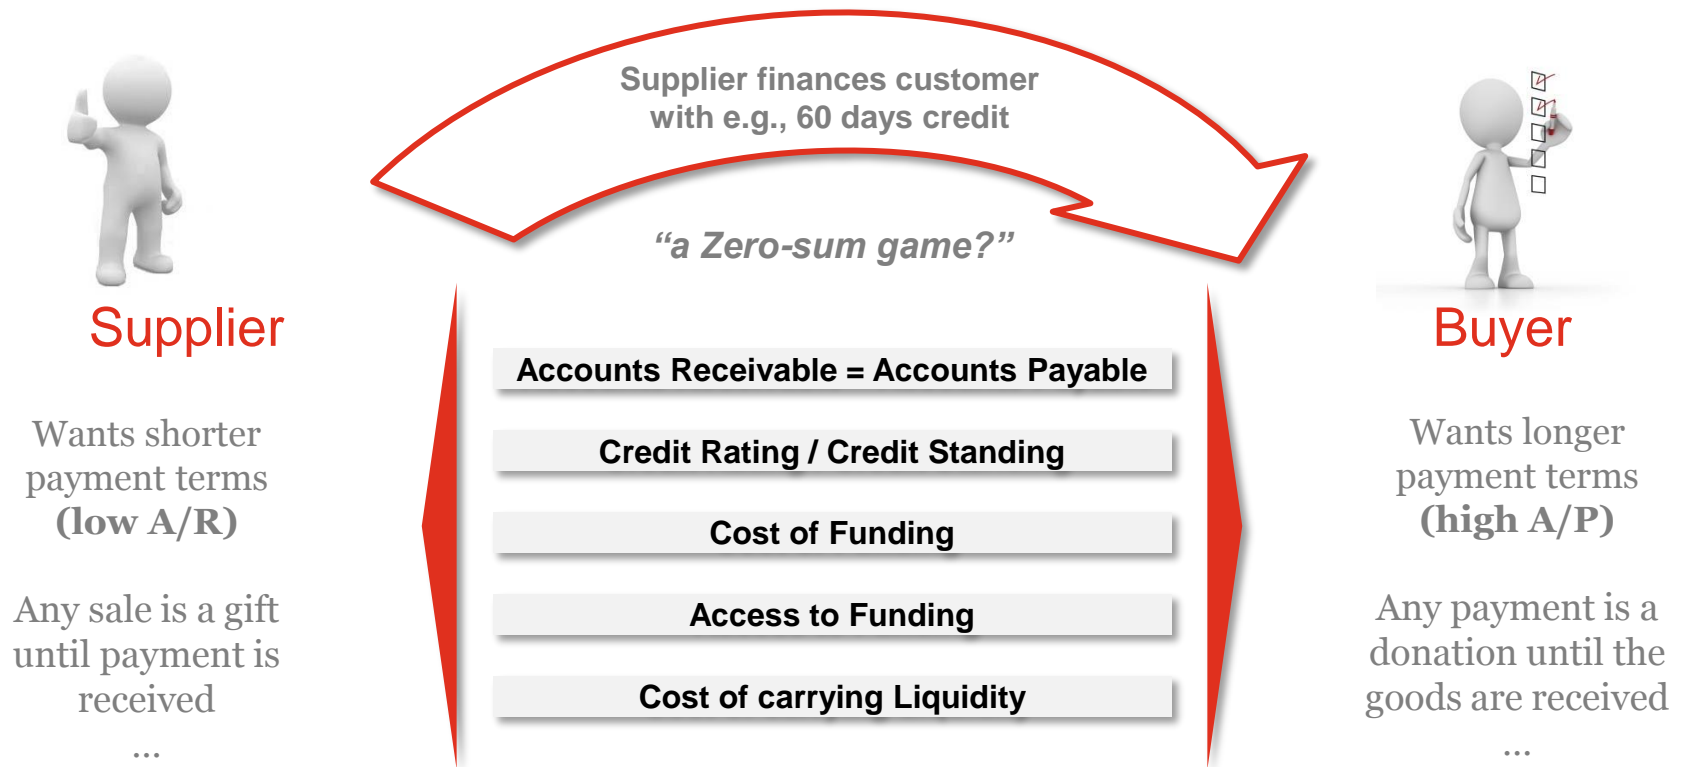 Supplier finances customer
with e.g., 60 days credit
“a Zero-sum game?”
Supplier
Wants shorter
payment terms
(low A/R)
Any sale is a gift
until payment is
received
...
Accounts Receivable = Accounts Payable
Credit Rating / Credit Standing
Cost of Funding
Access to Funding
Cost of carrying Liquidity
Buyer
Wants longer
payment terms
(high A/P)
Any payment is a
donation until the
goods are received
...